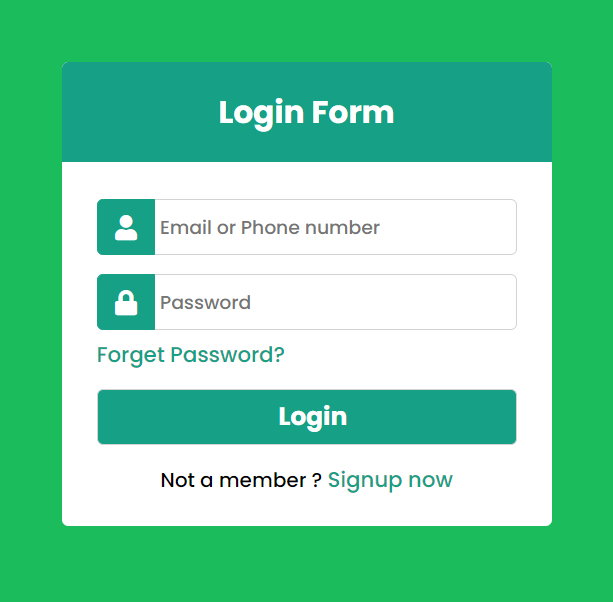 Login Form
Email or Phone number
Password
Forget Password?
Login
Not a member ? Signup now